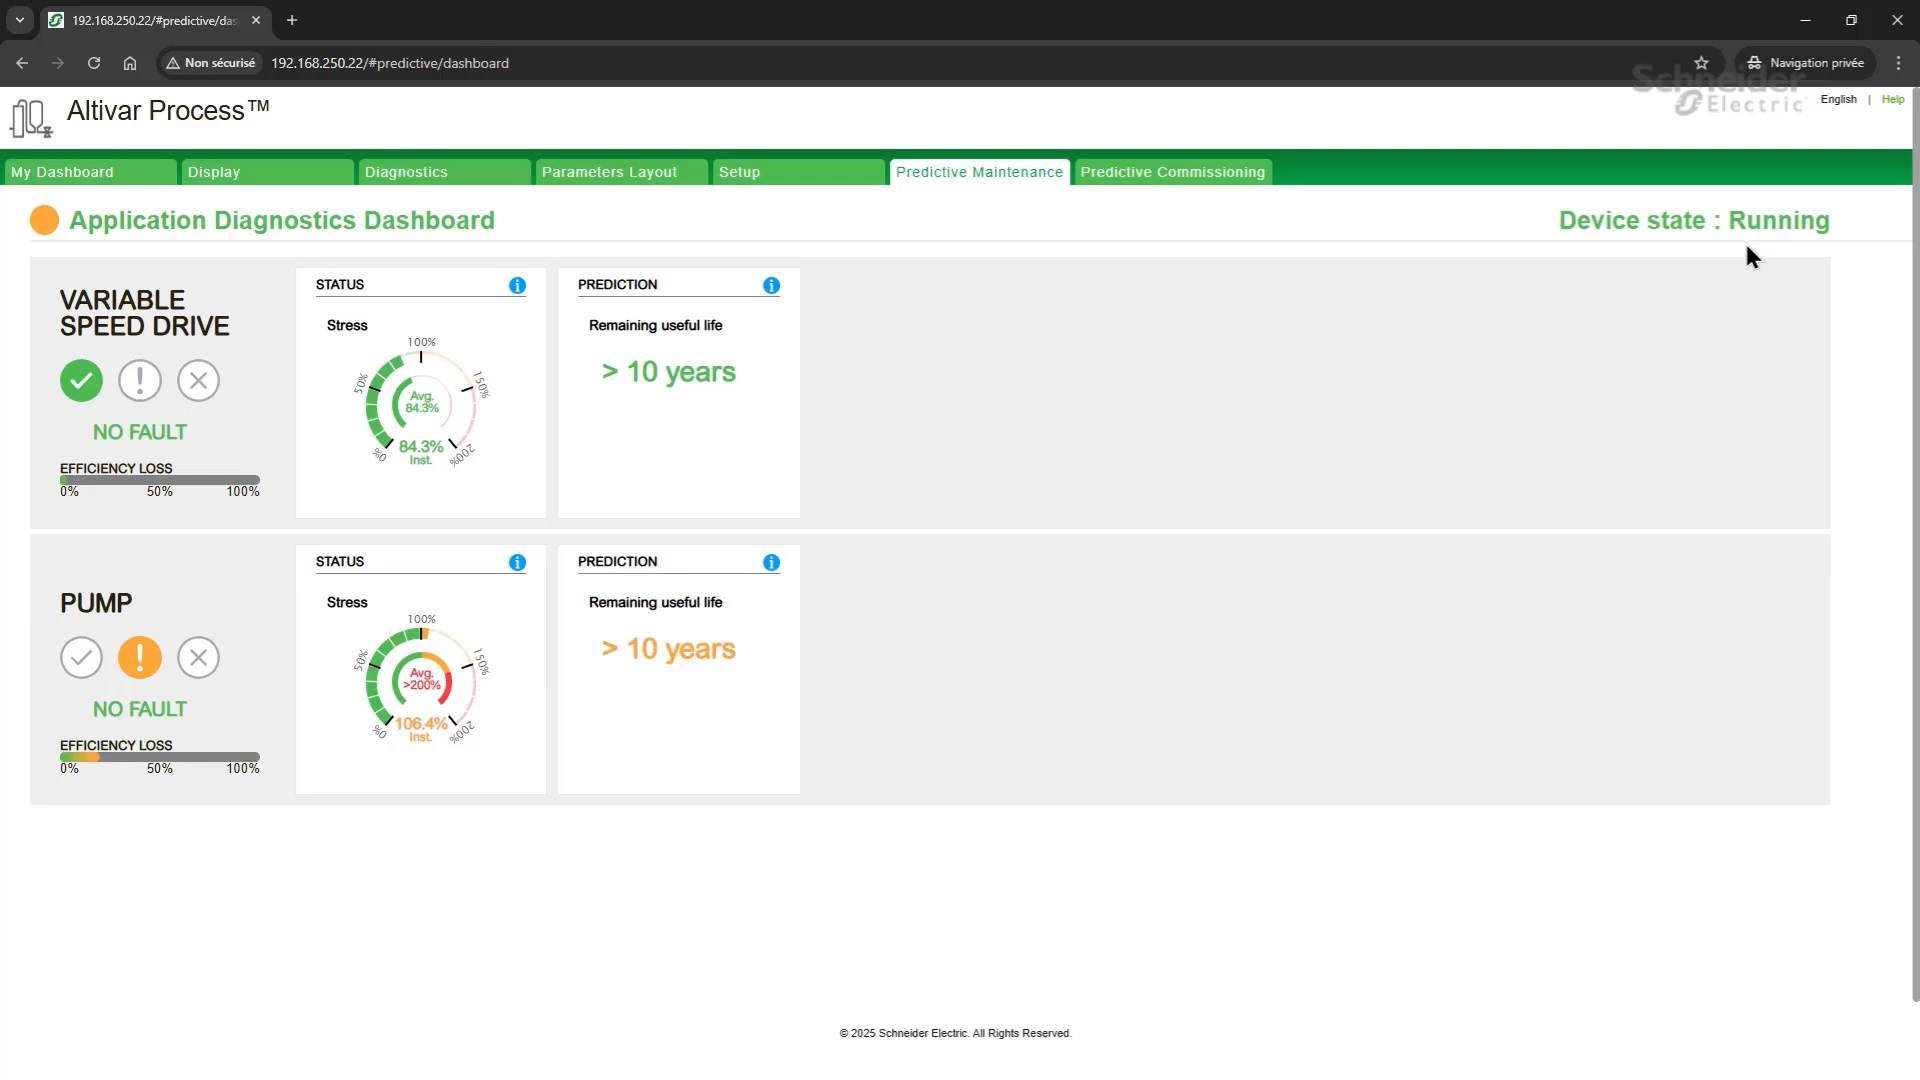 192.168.250.22/#predictive/das
Non sécurisé
192.168.250.22/#predictive/dashboard
Navigation privée
Altivar Process™
Schneider
Electric
English | Help
My Dashboard
Display
Diagnostics
Parameters Layout
Setup
Predictive Maintenance
Predictive Commissioning
Application Diagnostics Dashboard
Device state : Running
VARIABLE
SPEED DRIVE
NO FAULT
EFFICIENCY LOSS
0% 50% 100%
STATUS
Stress
0%
50%
100%
150%
200%
Avg.
84.3%
84.3%
Inst.
PREDICTION
Remaining useful life
> 10 years
PUMP
NO FAULT
EFFICIENCY LOSS
0% 50% 100%
STATUS
Stress
0%
50%
100%
150%
200%
Avg.
>200%
106.4%
Inst.
PREDICTION
Remaining useful life
> 10 years
© 2025 Schneider Electric. All Rights Reserved.